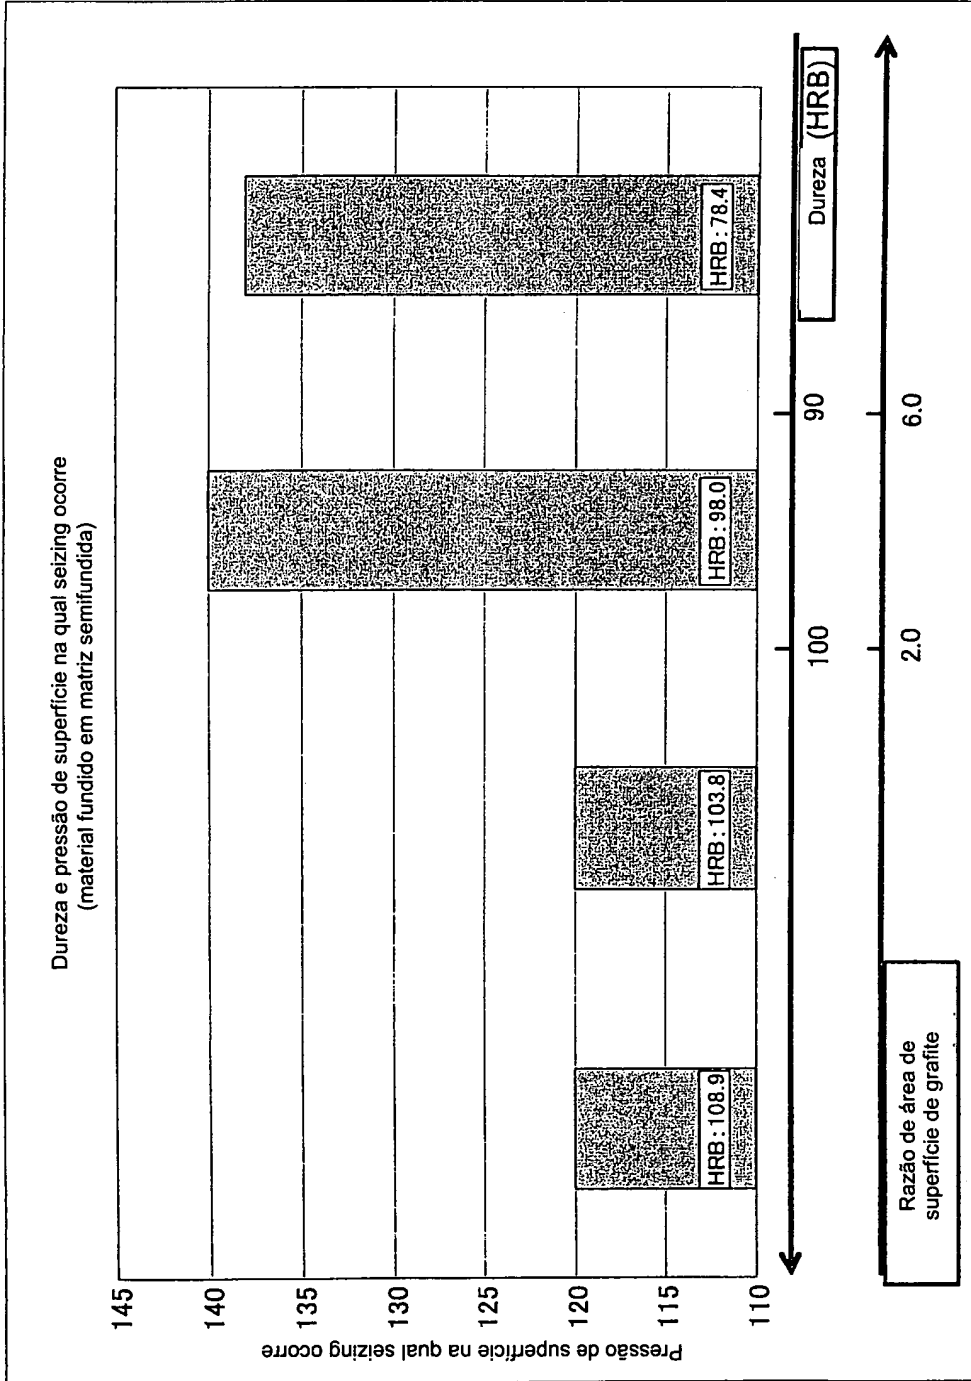 Dureza e pressão de superfície na qual seizing ocorre
(material fundido em matriz semifundida)
Pressão de superfície na qual seizing ocorre
145
140
135
130
125
120
115
110
HRB : 108.9
HRB : 103.8
HRB : 98.0
HRB : 78.4
100
90
Dureza (HRB)
2.0
6.0
Razão de área de
superfície de grafite